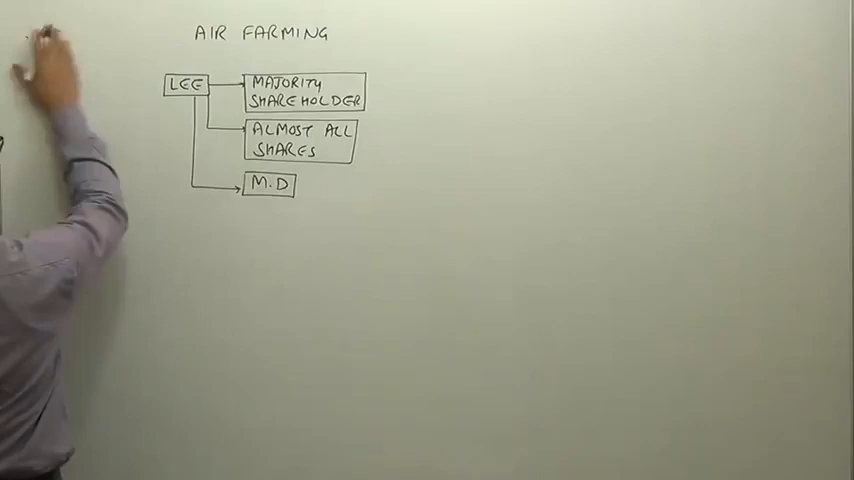 AIR FARMING
LEE
MAJORITY
SHAREHOLDER
ALMOST ALL
SHARES
M.D